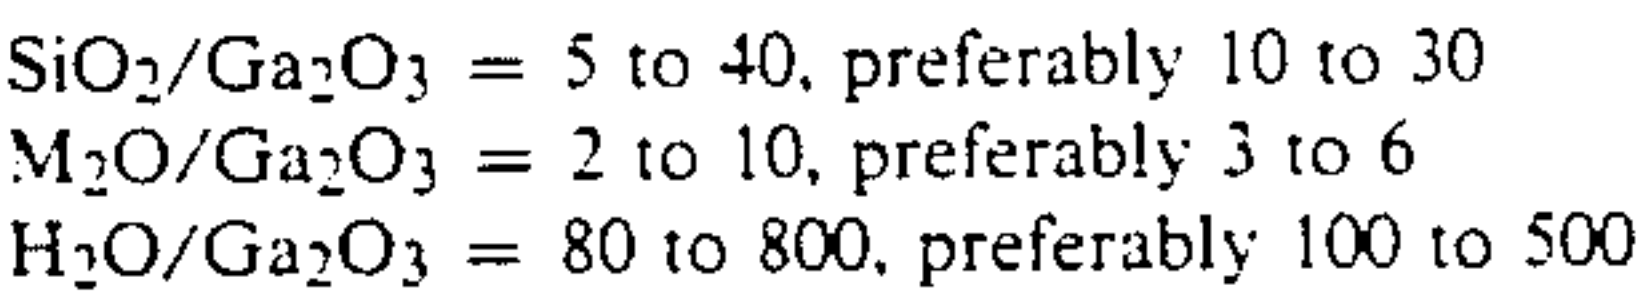 SiO₂/Ga₂O₃ = 5 to 40, preferably 10 to 30
M₂O/Ga₂O₃ = 2 to 10, preferably 3 to 6
H₂O/Ga₂O₃ = 80 to 800, preferably 100 to 500